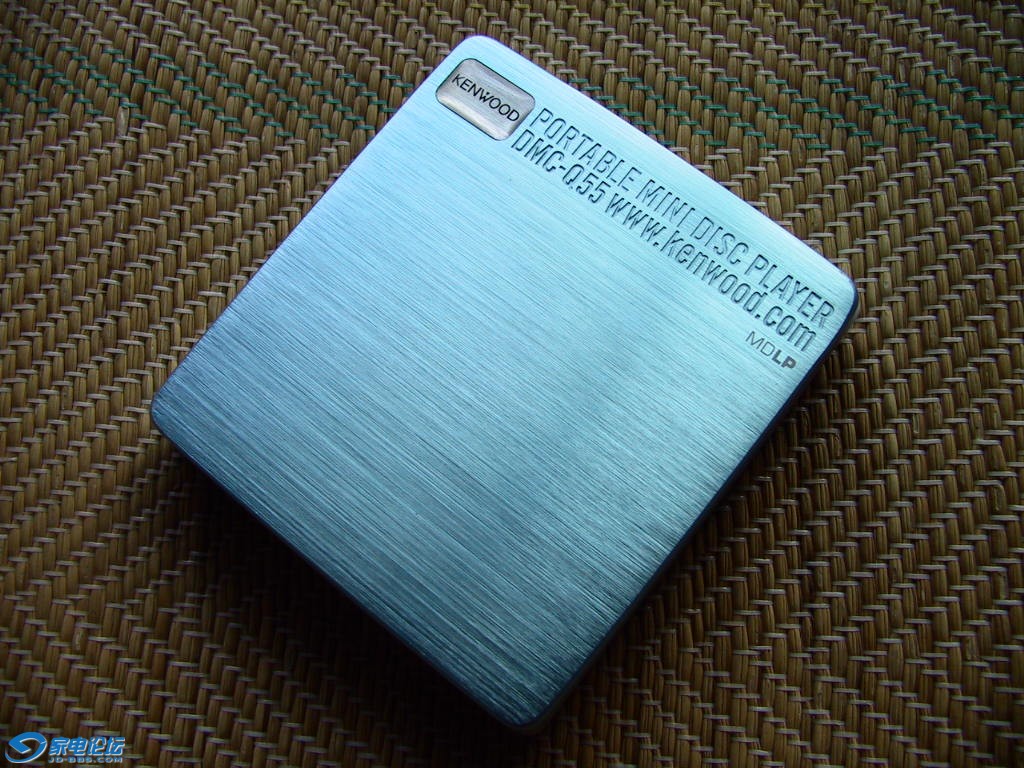 KENWOOD
PORTABLE MINI DISC PLAYER
DMC-Q55 www.kenwood.com
MDLP
家电论坛
JD-BBS.COM